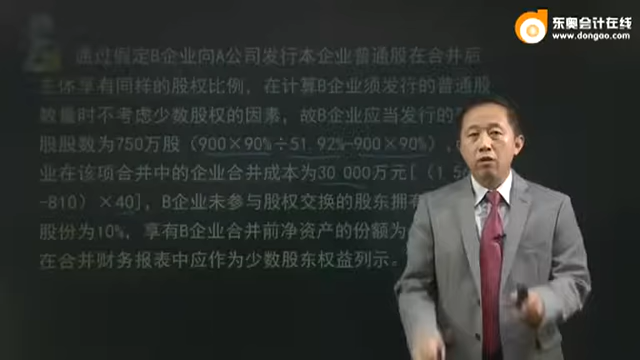 东奥会计在线
www.dongao.com
通过假定B企业向A公司发行本企业普通股在合并后
主体享有同样的股权比例，在计算B企业须发行的普通股
数量时不考虑少数股权的因素，故B企业应当发行的
股股数为750万股（900×90%÷51.92%-900×90%），
业在该项合并中的企业合并成本为30 000万元[（1 56
-810）×40]，B企业未参与股权交换的股东拥有
股份为10%，享有B企业合并前净资产的份额为
在合并财务报表中应作为少数股东权益列示。